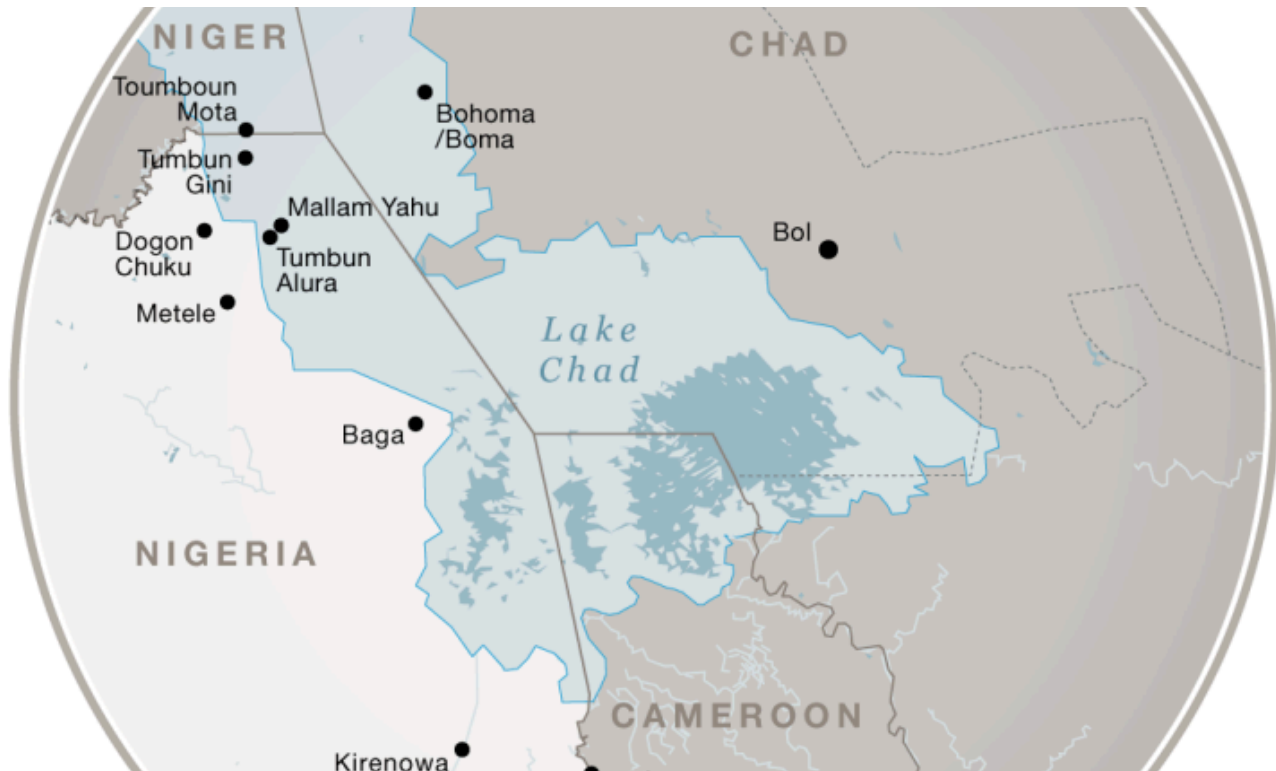 NIGER
CHAD
Toumboun
Mota
Bohoma
/Boma
Tumbun
Gini
Mallam Yahu
Dogon
Chuku
Tumbun
Alura
Bol
Metele
Lake
Chad
Baga
NIGERIA
CAMEROON
Kirenowa